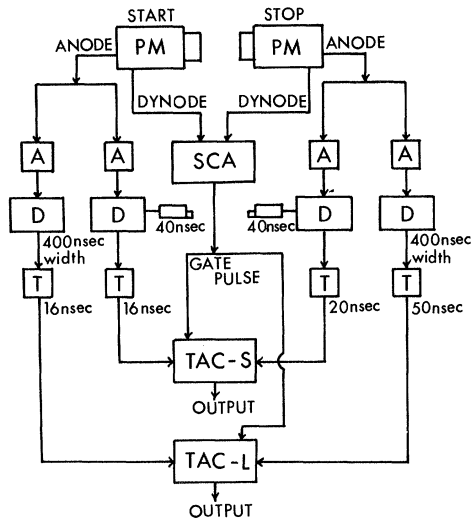 START
STOP
ANODE
PM
PM
ANODE
DYNODE
DYNODE
A
A
SCA
A
A
D
D
40nsec
40nsec
D
D
400nsec
width
400nsec
width
GATE
PULSE
T
T
T
T
16nsec
16nsec
20nsec
50nsec
TAC-S
OUTPUT
TAC-L
OUTPUT